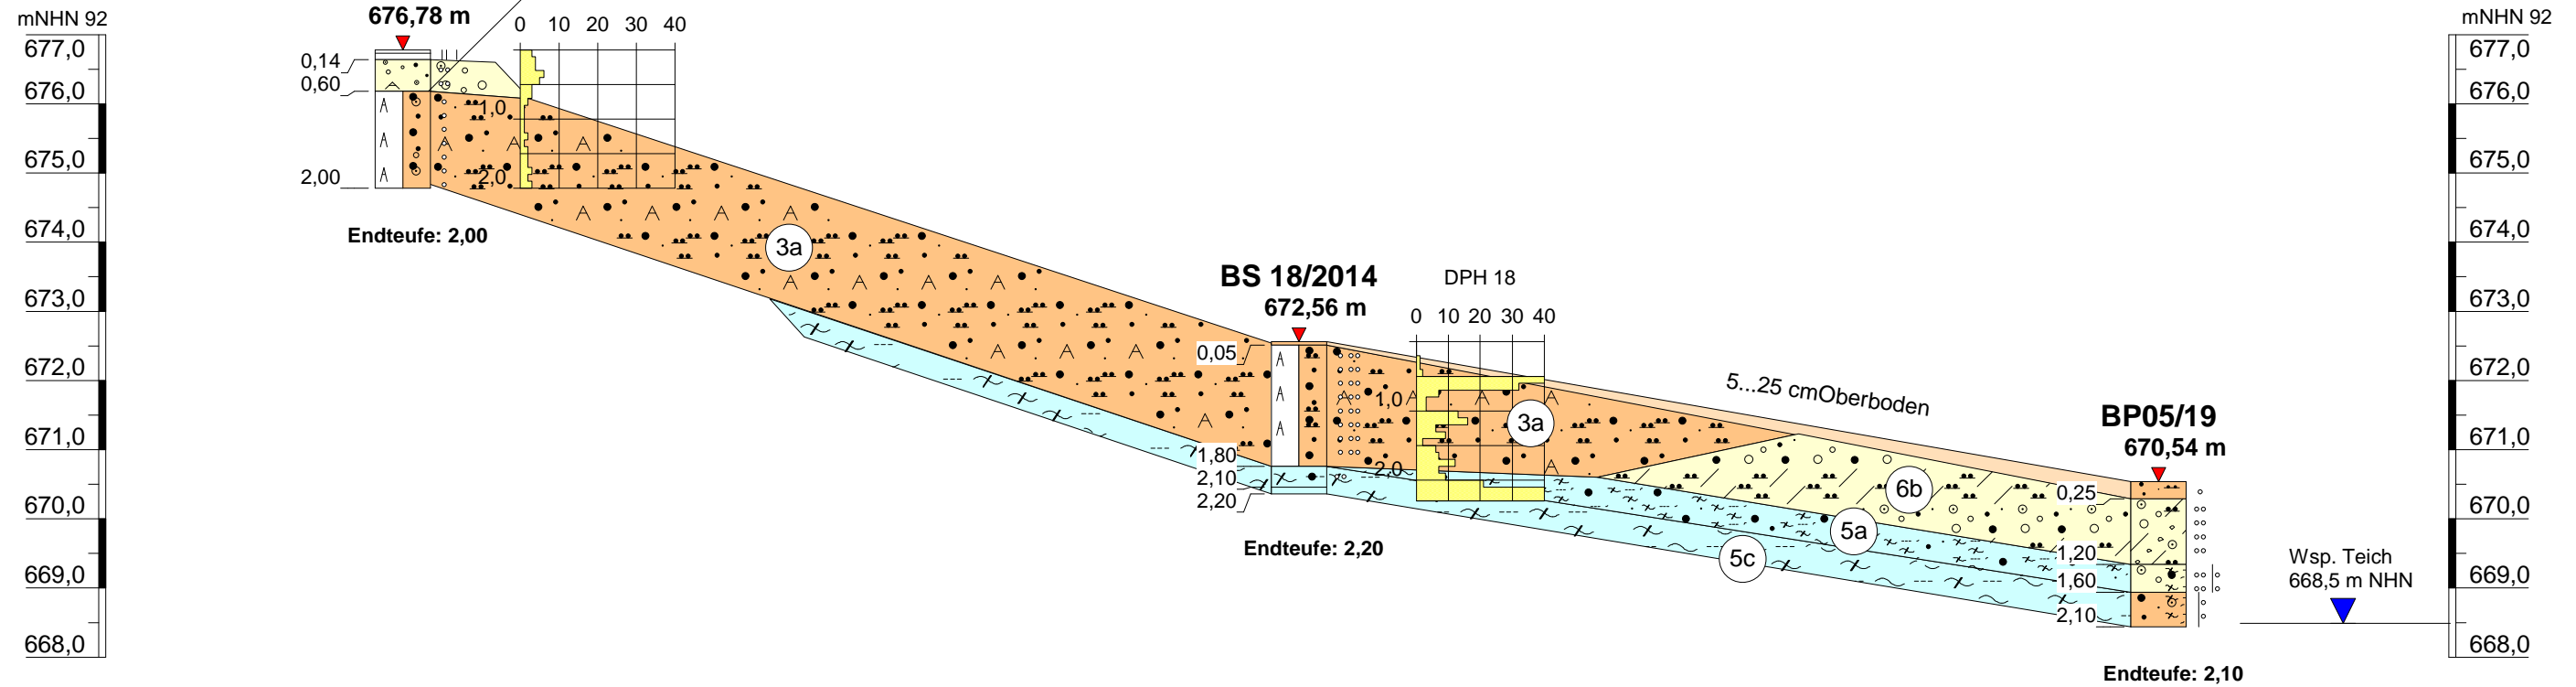 mNHN 92
677,0
676,0
675,0
674,0
673,0
672,0
671,0
670,0
669,0
668,0
676,78 m
0 10 20 30 40
0,14
0,60
2,00
1,0
2,0
Endteufe: 2,00
3a
BS 18/2014
672,56 m
DPH 18
0 10 20 30 40
0,05
1,80
2,10
2,20
1,0
2,0
Endteufe: 2,20
3a
5...25 cmOberboden
6b
5a
5c
BP05/19
670,54 m
0,25
1,20
1,60
2,10
Endteufe: 2,10
Wsp. Teich
668,5 m NHN
mNHN 92
677,0
676,0
675,0
674,0
673,0
672,0
671,0
670,0
669,0
668,0